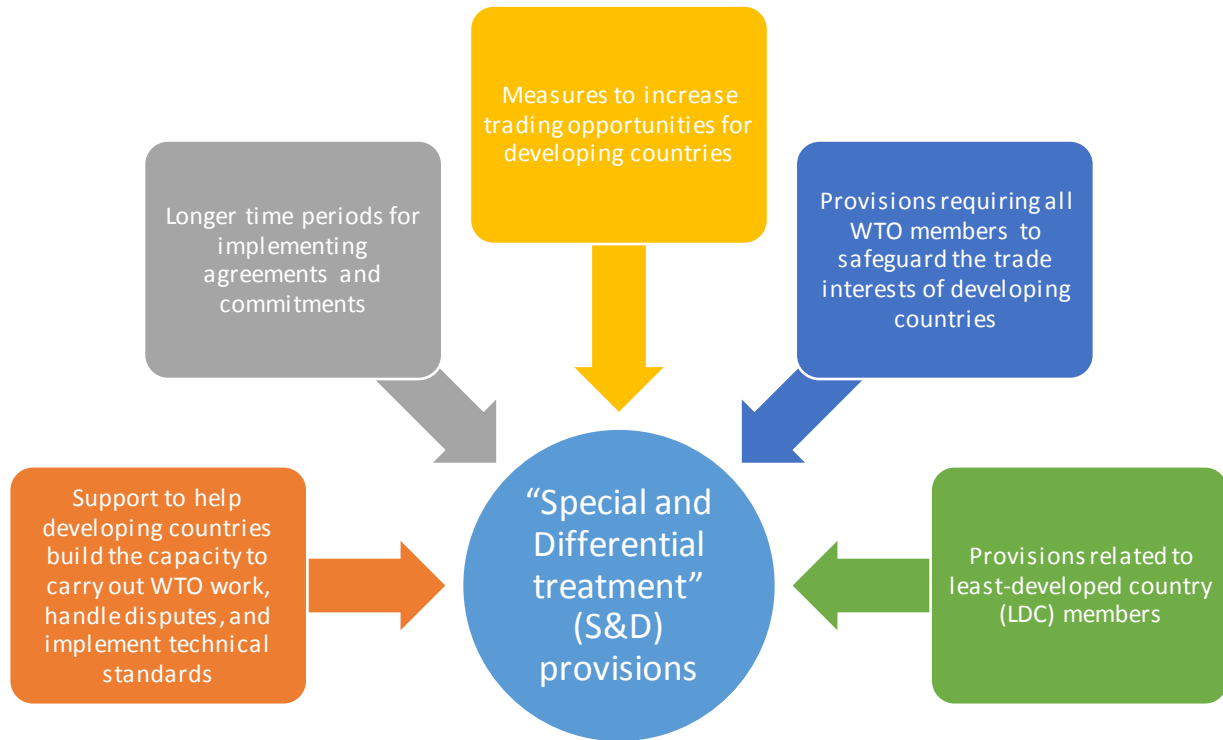 Measures to increase
trading opportunities for
developing countries
Longer time periods for
implementing
agreements and
commitments
Provisions requiring all
WTO members to
safeguard the trade
interests of developing
countries
Support to help
developing countries
build the capacity to
carry out WTO work,
handle disputes, and
implement technical
standards
“Special and
Differential
treatment”
(S&D)
provisions
Provisions related to
least-developed country
(LDC) members